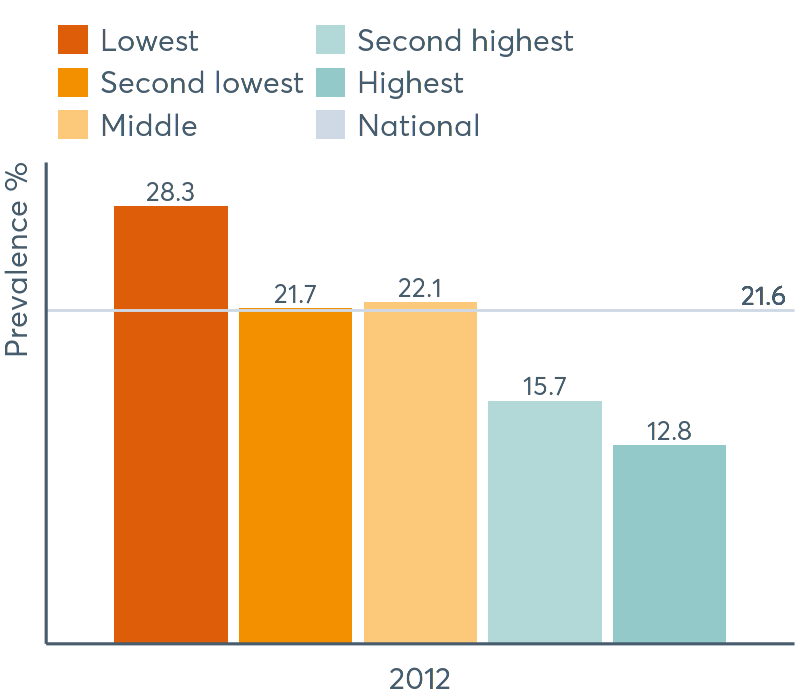 Lowest
Second lowest
Middle
Second highest
Highest
National
Prevalence %
28.3
21.7
22.1
15.7
12.8
21.6
2012